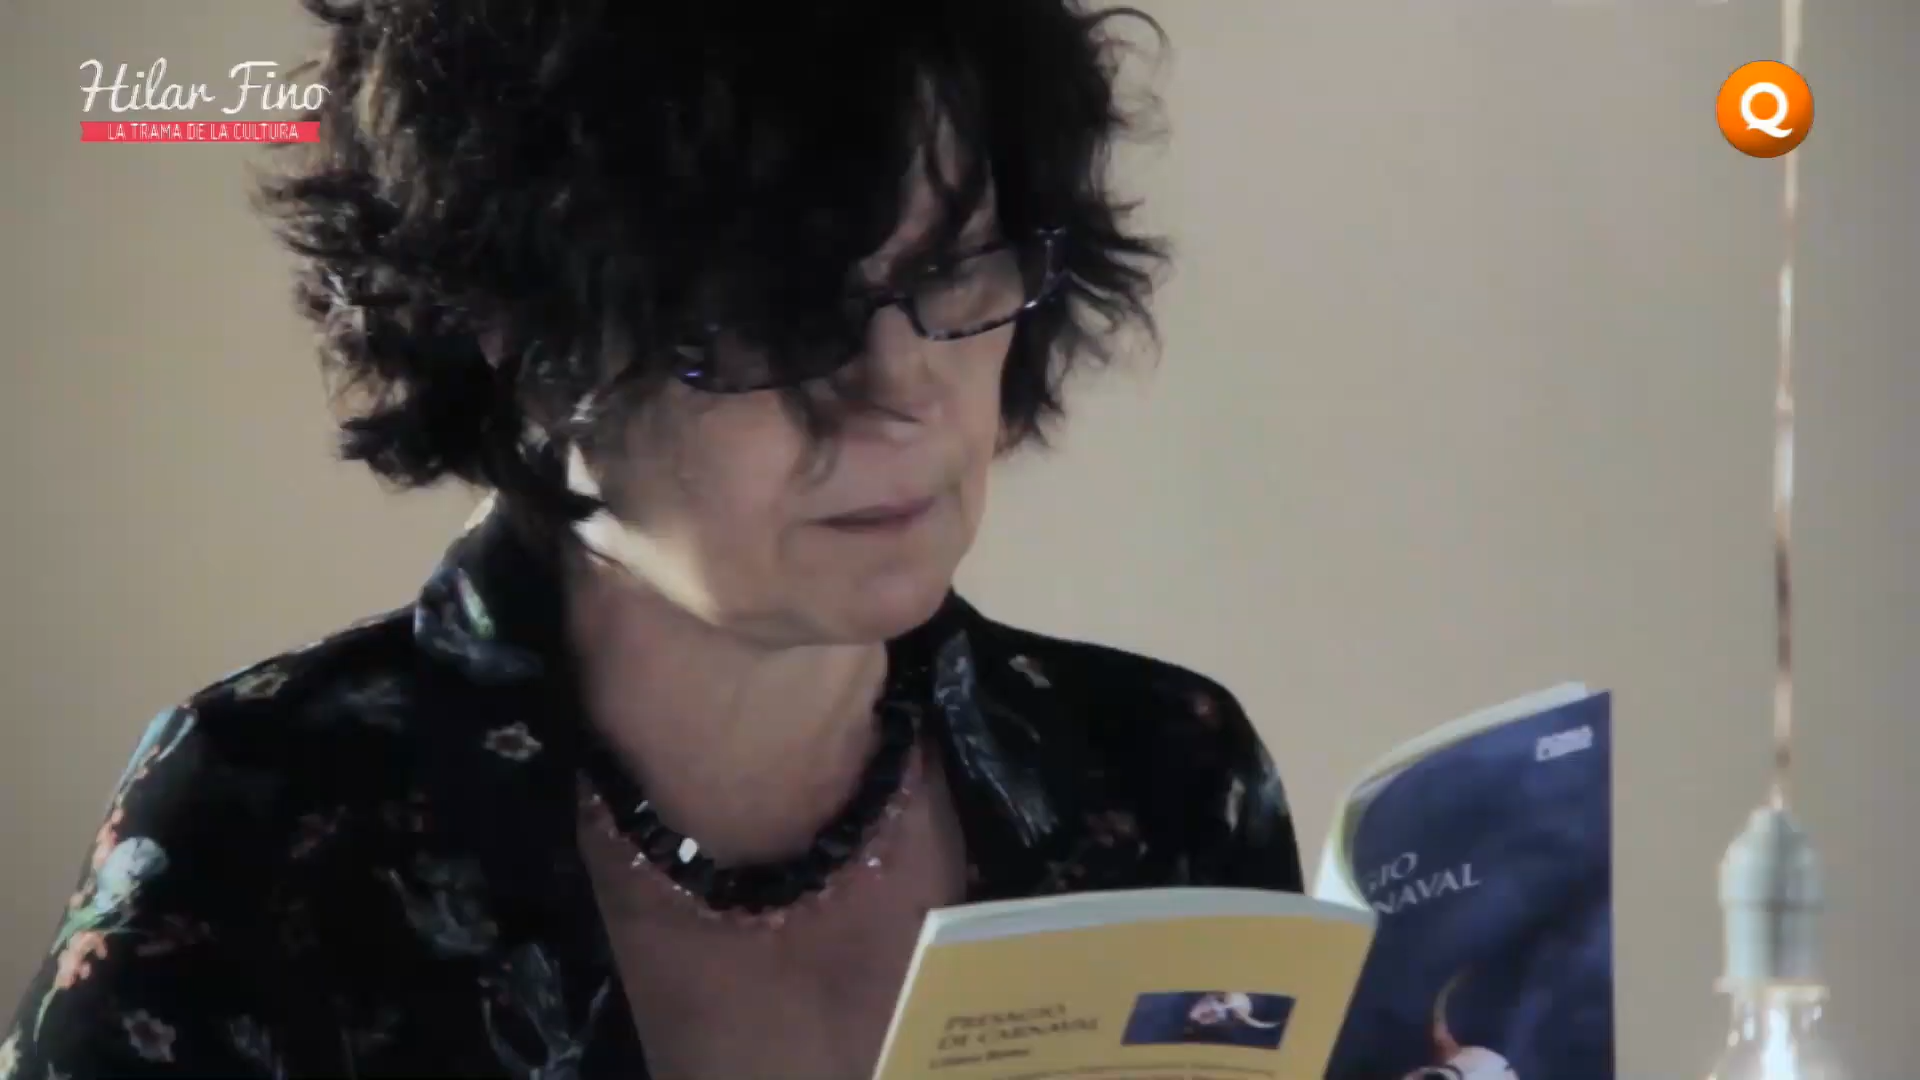 Hilar Fino
LA TRAMA DE LA CULTURA
Q
GIO
NAVAL
PRESAGIO
DE CARNAVAL